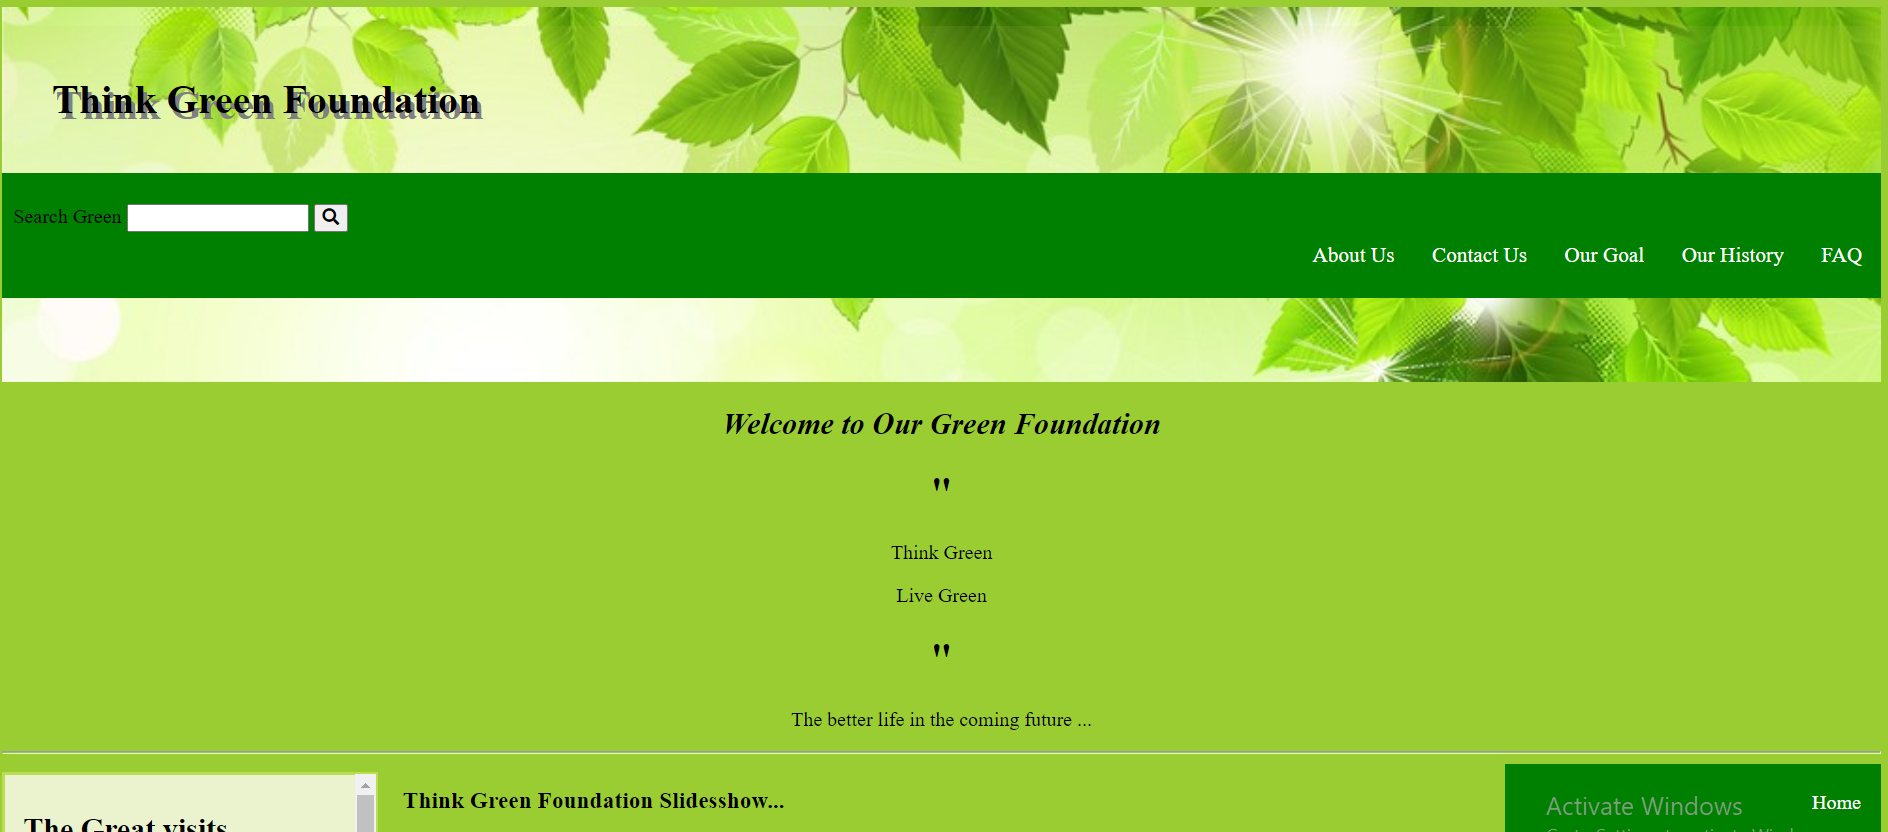 Think Green Foundation
Search Green
About Us Contact Us Our Goal Our History FAQ
Welcome to Our Green Foundation
"
Think Green
Live Green
"
The better life in the coming future ...
The Great visits
Think Green Foundation Slidesshow...
Activate Windows
Home